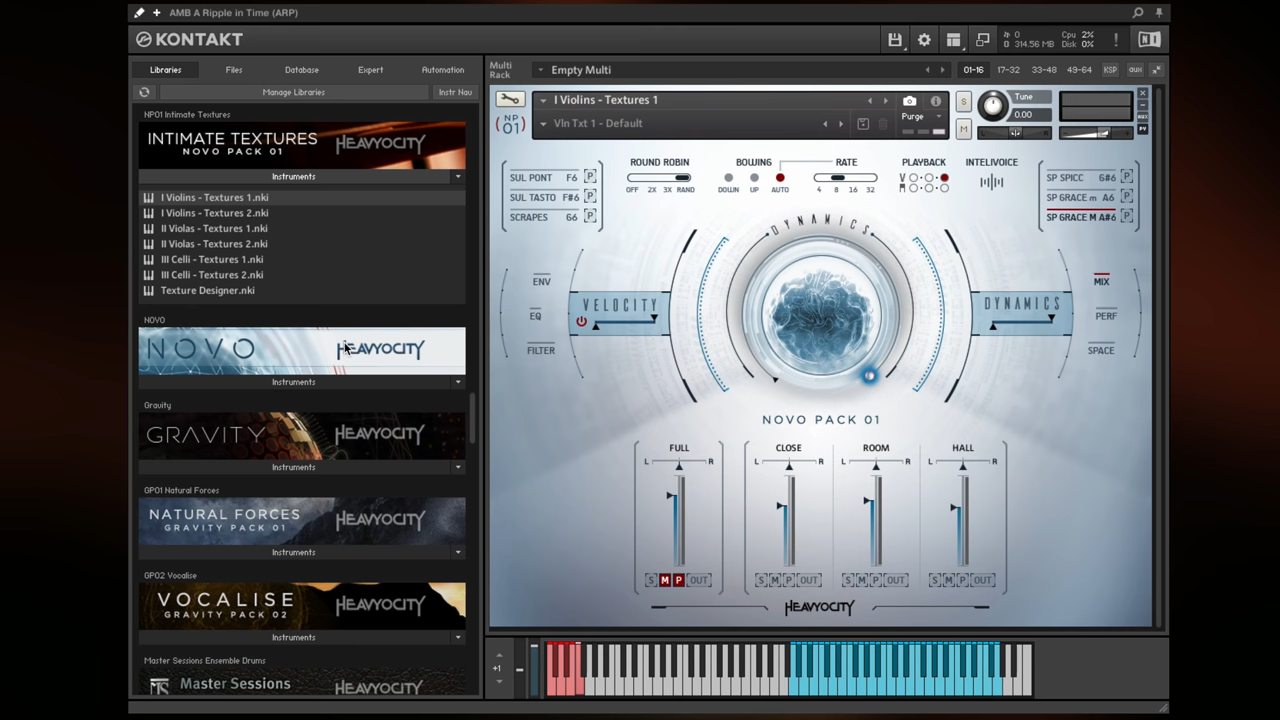 AMB A Ripple in Time (ARP)
KONTAKT
0
0 314.56 MB
Cpu 2%
Disk 0%
!
Libraries
Files
Database
Expert
Automation
Manage Libraries
Instr Nav
NP01 Intimate Textures
INTIMATE TEXTURES
NOVO PACK 01
HEAVYOCITY
Instruments
I Violins - Textures 1.nki
I Violins - Textures 2.nki
II Violas - Textures 1.nki
II Violas - Textures 2.nki
III Celli - Textures 1.nki
III Celli - Textures 2.nki
Texture Designer.nki
NOVO
NOVO
HEAVYOCITY
Instruments
Gravity
GRAVITY
HEAVYOCITY
Instruments
GP01 Natural Forces
NATURAL FORCES
GRAVITY PACK 01
HEAVYOCITY
Instruments
GP02 Vocalise
VOCALISE
GRAVITY PACK 02
HEAVYOCITY
Instruments
Master Sessions Ensemble Drums
Master Sessions
HEAVYOCITY
Multi
Rack
Empty Multi
01-16
17-32
33-48
49-64
KSP
aux
NP
01
I Violins - Textures 1
Vln Txt 1 - Default
Purge
S
M
Tune
0.00
AUX
PV
SUL PONT F6 P
SUL TASTO F#6 P
SCRAPES G6 P
ROUND ROBIN
OFF 2X 3X RAND
BOWING
DOWN UP AUTO
RATE
4 8 16 32
PLAYBACK
V
M
INTELIVOICE
SP SPICC G#6 P
SP GRACE m A6 P
SP GRACE M A#6 P
DYNAMICS
ENV
EQ
FILTER
VELOCITY
DYNAMICS
MIX
PERF
SPACE
NOVO PACK 01
FULL
L R
S M P OUT
CLOSE
L R
S M P OUT
ROOM
L R
S M P OUT
HALL
L R
S M P OUT
HEAVYOCITY
+1